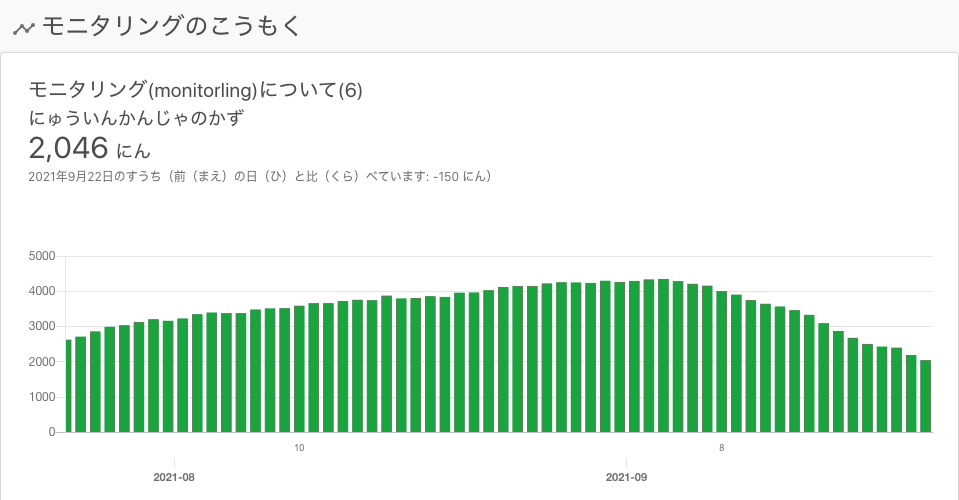 モニタリングのこうもく
モニタリング(monitorling)について(6)
にゅういんかんじゃのかず
2,046 にん
2021年9月22日のすうち（前（まえ）の日（ひ）と比（くら）べています: -150 にん）
5000
4000
3000
2000
1000
0
10
8
2021-08
2021-09